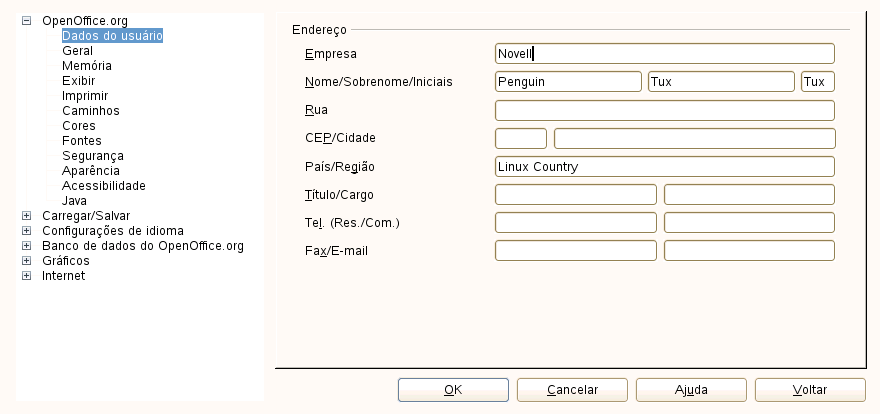 OpenOffice.org
Dados do usuário
Geral
Memória
Exibir
Imprimir
Caminhos
Cores
Fontes
Segurança
Aparência
Acessibilidade
Java
Carregar/Salvar
Configurações de idioma
Banco de dados do OpenOffice.org
Gráficos
Internet
Endereço
Empresa Novell
Nome/Sobrenome/Iniciais Penguin Tux Tux
Rua
CEP/Cidade
País/Região Linux Country
Título/Cargo
Tel. (Res./Com.)
Fax/E-mail
OK Cancelar Ajuda Voltar